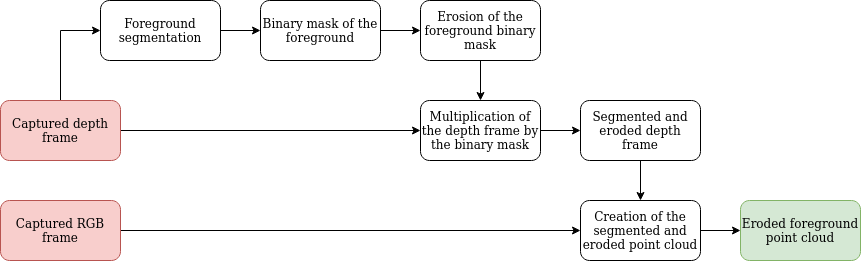 Foreground
segmentation
Binary mask of the
foreground
Erosion of the
foreground binary
mask
Captured depth
frame
Multiplication of
the depth frame by
the binary mask
Segmented and
eroded depth
frame
Captured RGB
frame
Creation of the
segmented and
eroded point cloud
Eroded foreground
point cloud